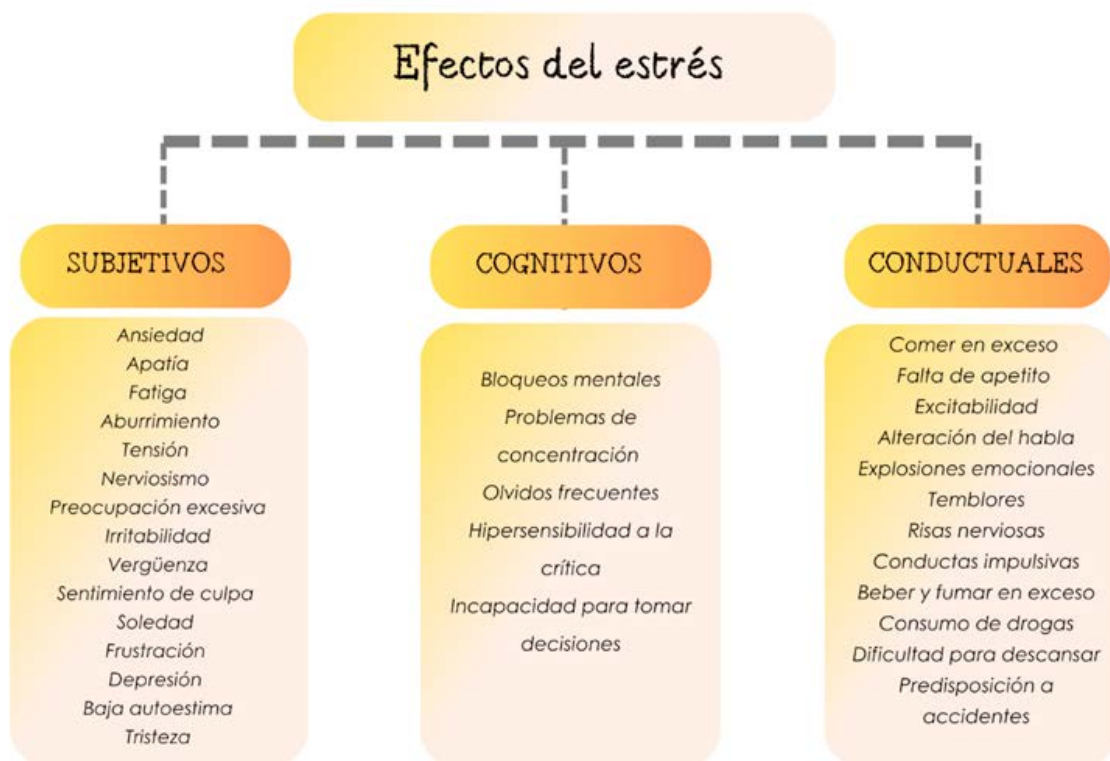 Efectos del estrés
SUBJETIVOS
Ansiedad
Apatía
Fatiga
Aburrimiento
Tensión
Nerviosismo
Preocupación excesiva
Irritabilidad
Vergüenza
Sentimiento de culpa
Soledad
Frustración
Depresión
Baja autoestima
Tristeza
COGNITIVOS
Bloqueos mentales
Problemas de
concentración
Olvidos frecuentes
Hipersensibilidad a la
crítica
Incapacidad para tomar
decisiones
CONDUCTUALES
Comer en exceso
Falta de apetito
Excitabilidad
Alteración del habla
Explosiones emocionales
Temblores
Risas nerviosas
Conductas impulsivas
Beber y fumar en exceso
Consumo de drogas
Dificultad para descansar
Predisposición a
accidentes